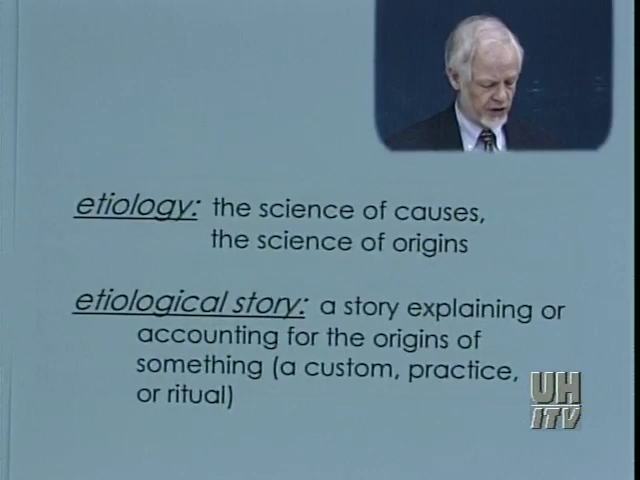 etiology: the science of causes,
the science of origins
etiological story: a story explaining or
accounting for the origins of
something (a custom, practice,
or ritual)
UH
ITV